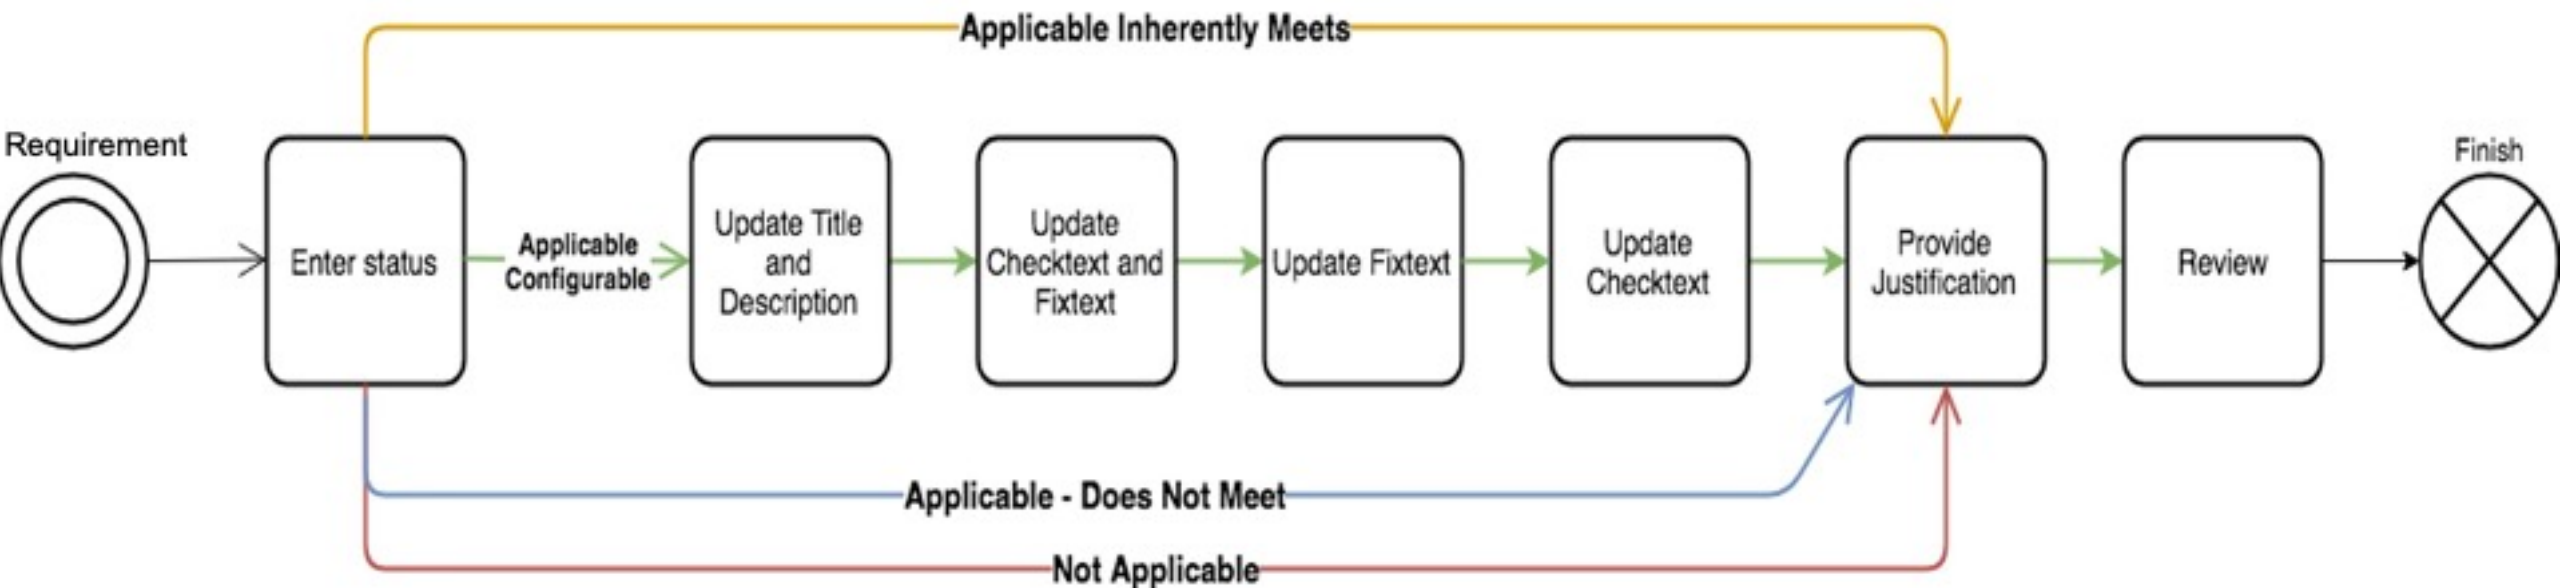 Applicable Inherently Meets
Requirement
Finish
Enter status
Applicable
Configurable
Update Title
and
Description
Update
Checktext and
Fixtext
Update Fixtext
Update
Checktext
Provide
Justification
Review
Applicable - Does Not Meet
Not Applicable